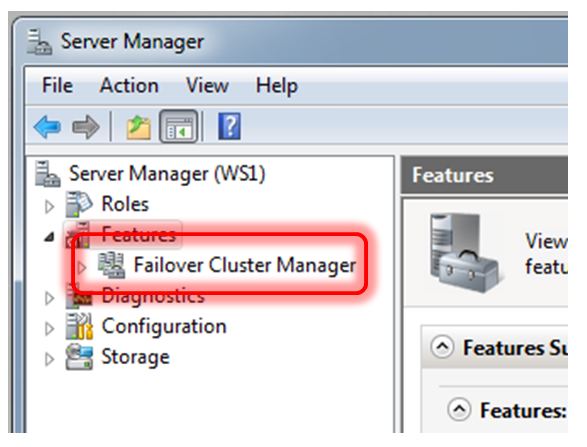 Server Manager
File Action View Help
Server Manager (WS1)
Roles
Features
Failover Cluster Manager
Diagnostics
Configuration
Storage
Features
View
featu
Features Su
Features: